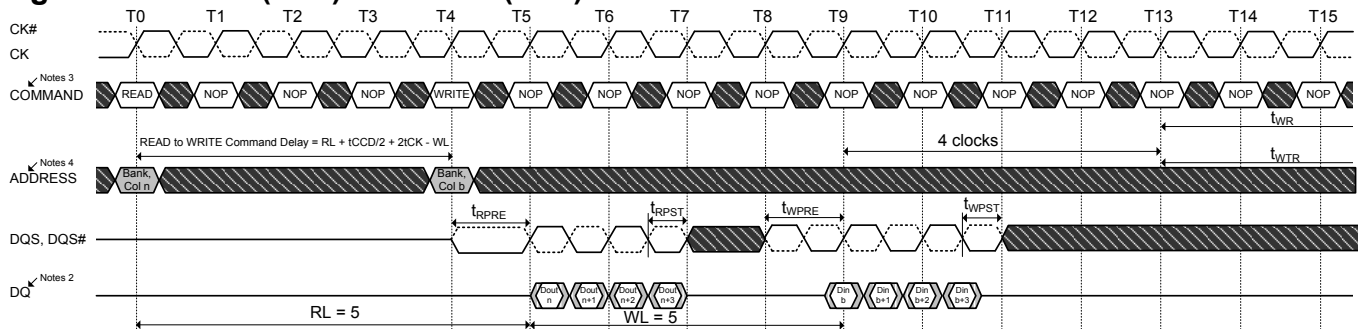 T0 T1 T2 T3 T4 T5 T6 T7 T8 T9 T10 T11 T12 T13 T14 T15
CK#
CK
Notes 3
COMMAND READ NOP NOP NOP WRITE NOP NOP NOP NOP NOP NOP NOP NOP NOP NOP NOP
tWR
READ to WRITE Command Delay = RL + tCCD/2 + 2tCK - WL
4 clocks
tWTR
Notes 4
ADDRESS Bank, Col n Bank, Col b
tRPRE tRPST tWPRE tWPST
DQS, DQS#
Notes 2
DQ Dout n Dout n+1 Dout n+2 Dout n+3 Din b Din b+1 Din b+2 Din b+3
RL = 5 WL = 5